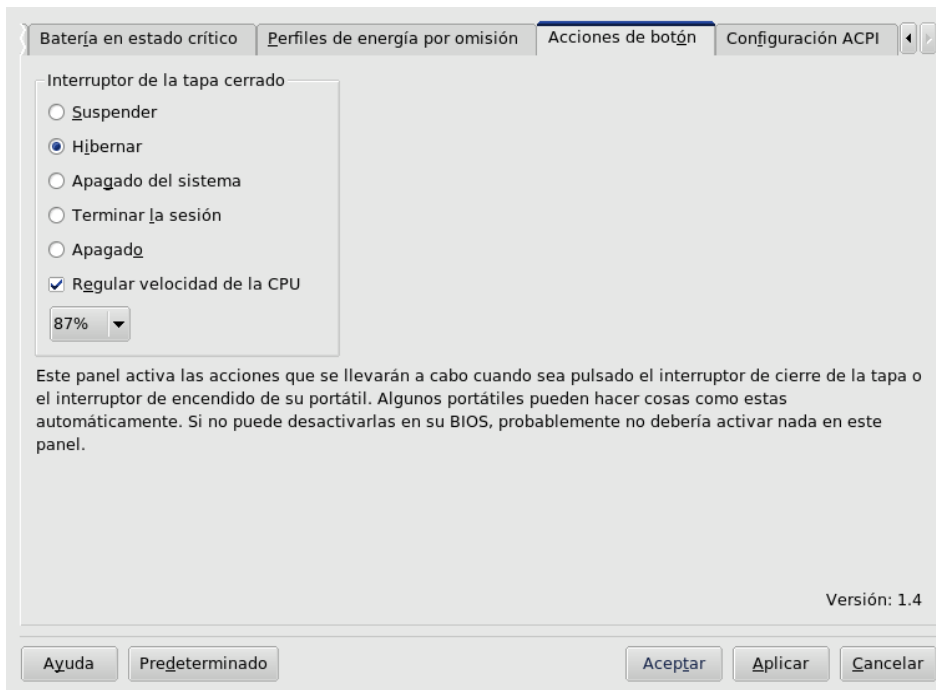 Batería en estado crítico
Perfiles de energía por omisión
Acciones de botón
Configuración ACPI
Interruptor de la tapa cerrado
Suspender
Hibernar
Apagado del sistema
Terminar la sesión
Apagado
Regular velocidad de la CPU
87%
Este panel activa las acciones que se llevarán a cabo cuando sea pulsado el interruptor de cierre de la tapa o
el interruptor de encendido de su portátil. Algunos portátiles pueden hacer cosas como estas
automáticamente. Si no puede desactivarlas en su BIOS, probablemente no debería activar nada en este
panel.
Versión: 1.4
Ayuda
Predeterminado
Aceptar
Aplicar
Cancelar